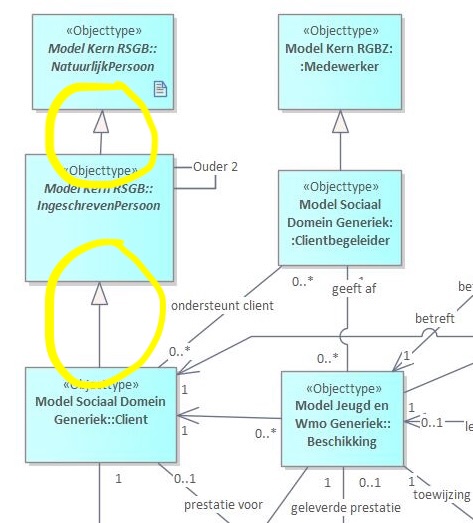 «Objecttype»
Model Kern RSGB::
NatuurlijkPersoon
«Objecttype»
Model Kern RGBZ:
:Medewerker
«Objecttype»
Model Kern RSGB::
IngeschrevenPersoon
Ouder 2
«Objecttype»
Model Sociaal
Domein Generiek:
:Clientbegeleider
0..*
geeft af
ondersteunt client
be
betreft
0..*
0..*
1
1
«Objecttype»
Model Sociaal Domein
Generiek::Client
1
0..*
«Objecttype»
Model Jeugd en
Wmo Generiek::
Beschikking
1
0..1
le
1
0..1
1
0..1
1
toewijzing
prestatie voor
geleverde prestatie